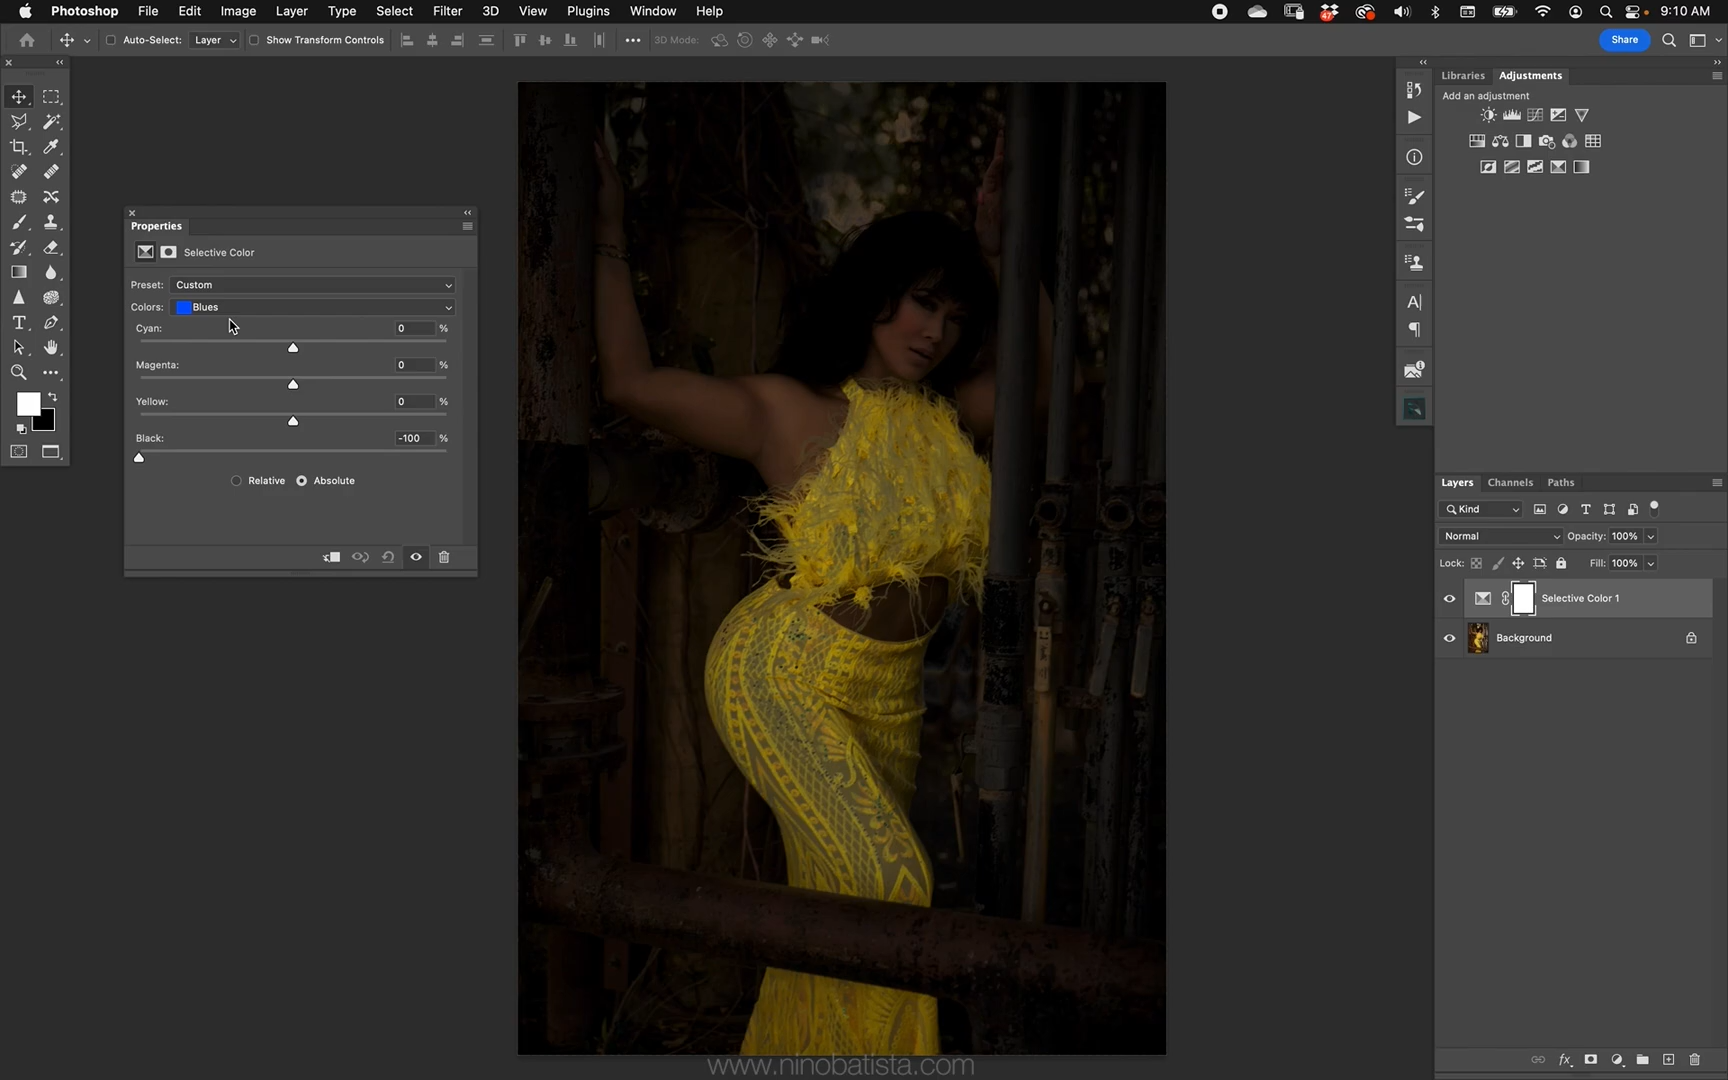 Photoshop File Edit Image Layer Type Select Filter 3D View Plugins Window Help 47 9:10 AM
Auto-Select: Layer Show Transform Controls 3D Mode: Share
Libraries Adjustments
Add an adjustment
Properties
Selective Color
Preset: Custom
Colors: Blues
Cyan: 0 %
Magenta: 0 %
Yellow: 0 %
Black: -100 %
Relative Absolute
Layers Channels Paths
Kind
Normal Opacity: 100%
Lock: Fill: 100%
Selective Color 1
Background
www.ninobatista.com